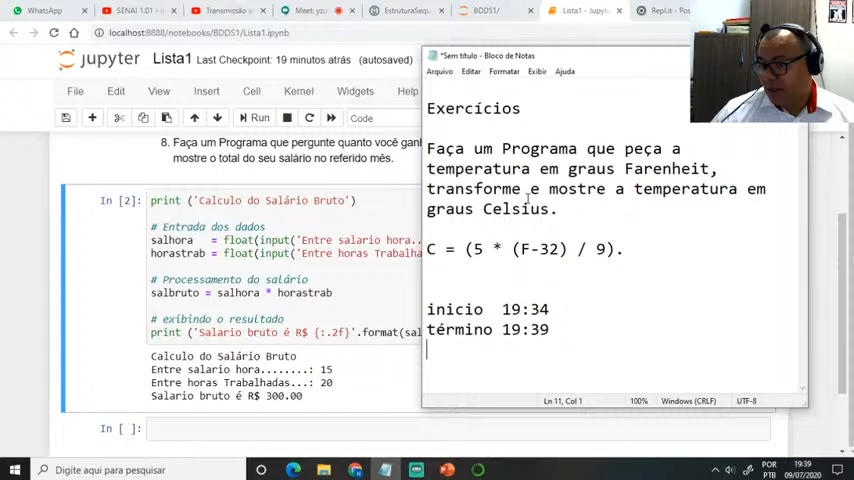 WhatsApp
SENAI 1.01
Transmissão
Meet: yzu
EstruturaSequ
BDDS1/
Lista1 - Jupyte
Repl.it - Pos
localhost:8888/notebooks/BDDS1/Lista1.ipynb
jupyter Lista1 Last Checkpoint: 19 minutos atrás (autosaved)
File Edit View Insert Cell Kernel Widgets Help
Run Code
8. Faça um Programa que pergunte quanto você ganh
mostre o total do seu salário no referido mês.
In [2]: print ('Calculo do Salário Bruto')
# Entrada dos dados
salhora = float(input('Entre salario hora..
horastrab = float(input('Entre horas Trabalhadas
# Processamento do salário
salbruto = salhora * horastrab
# exibindo o resultado
print ('Salario bruto é R$ {:.2f}'.format(sal
Calculo do Salário Bruto
Entre salario hora........: 15
Entre horas Trabalhadas...: 20
Salario bruto é R$ 300.00
In [ ]:
*Sem título - Bloco de Notas
Arquivo Editar Formatar Exibir Ajuda
Exercícios
Faça um Programa que peça a
temperatura em graus Farenheit,
transforme e mostre a temperatura em
graus Celsius.
C = (5 * (F-32) / 9).
inicio 19:34
término 19:39
Ln 11, Col 1 100% Windows (CRLF) UTF-8
Digite aqui para pesquisar
POR
PTB
19:39
09/07/2020